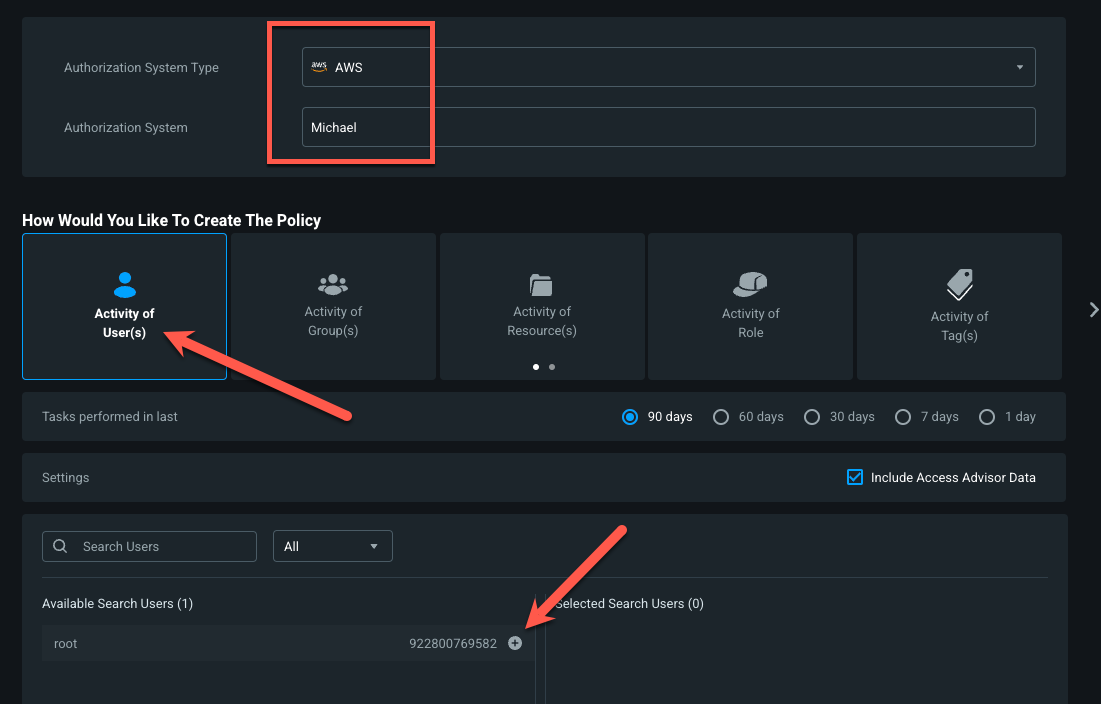 Authorization System Type
aws AWS
Authorization System
Michael
How Would You Like To Create The Policy
Activity of
User(s)
Activity of
Group(s)
Activity of
Resource(s)
Activity of
Role
Activity of
Tag(s)
Tasks performed in last
90 days
60 days
30 days
7 days
1 day
Settings
Include Access Advisor Data
Search Users
All
Available Search Users (1)
Selected Search Users (0)
root
922800769582